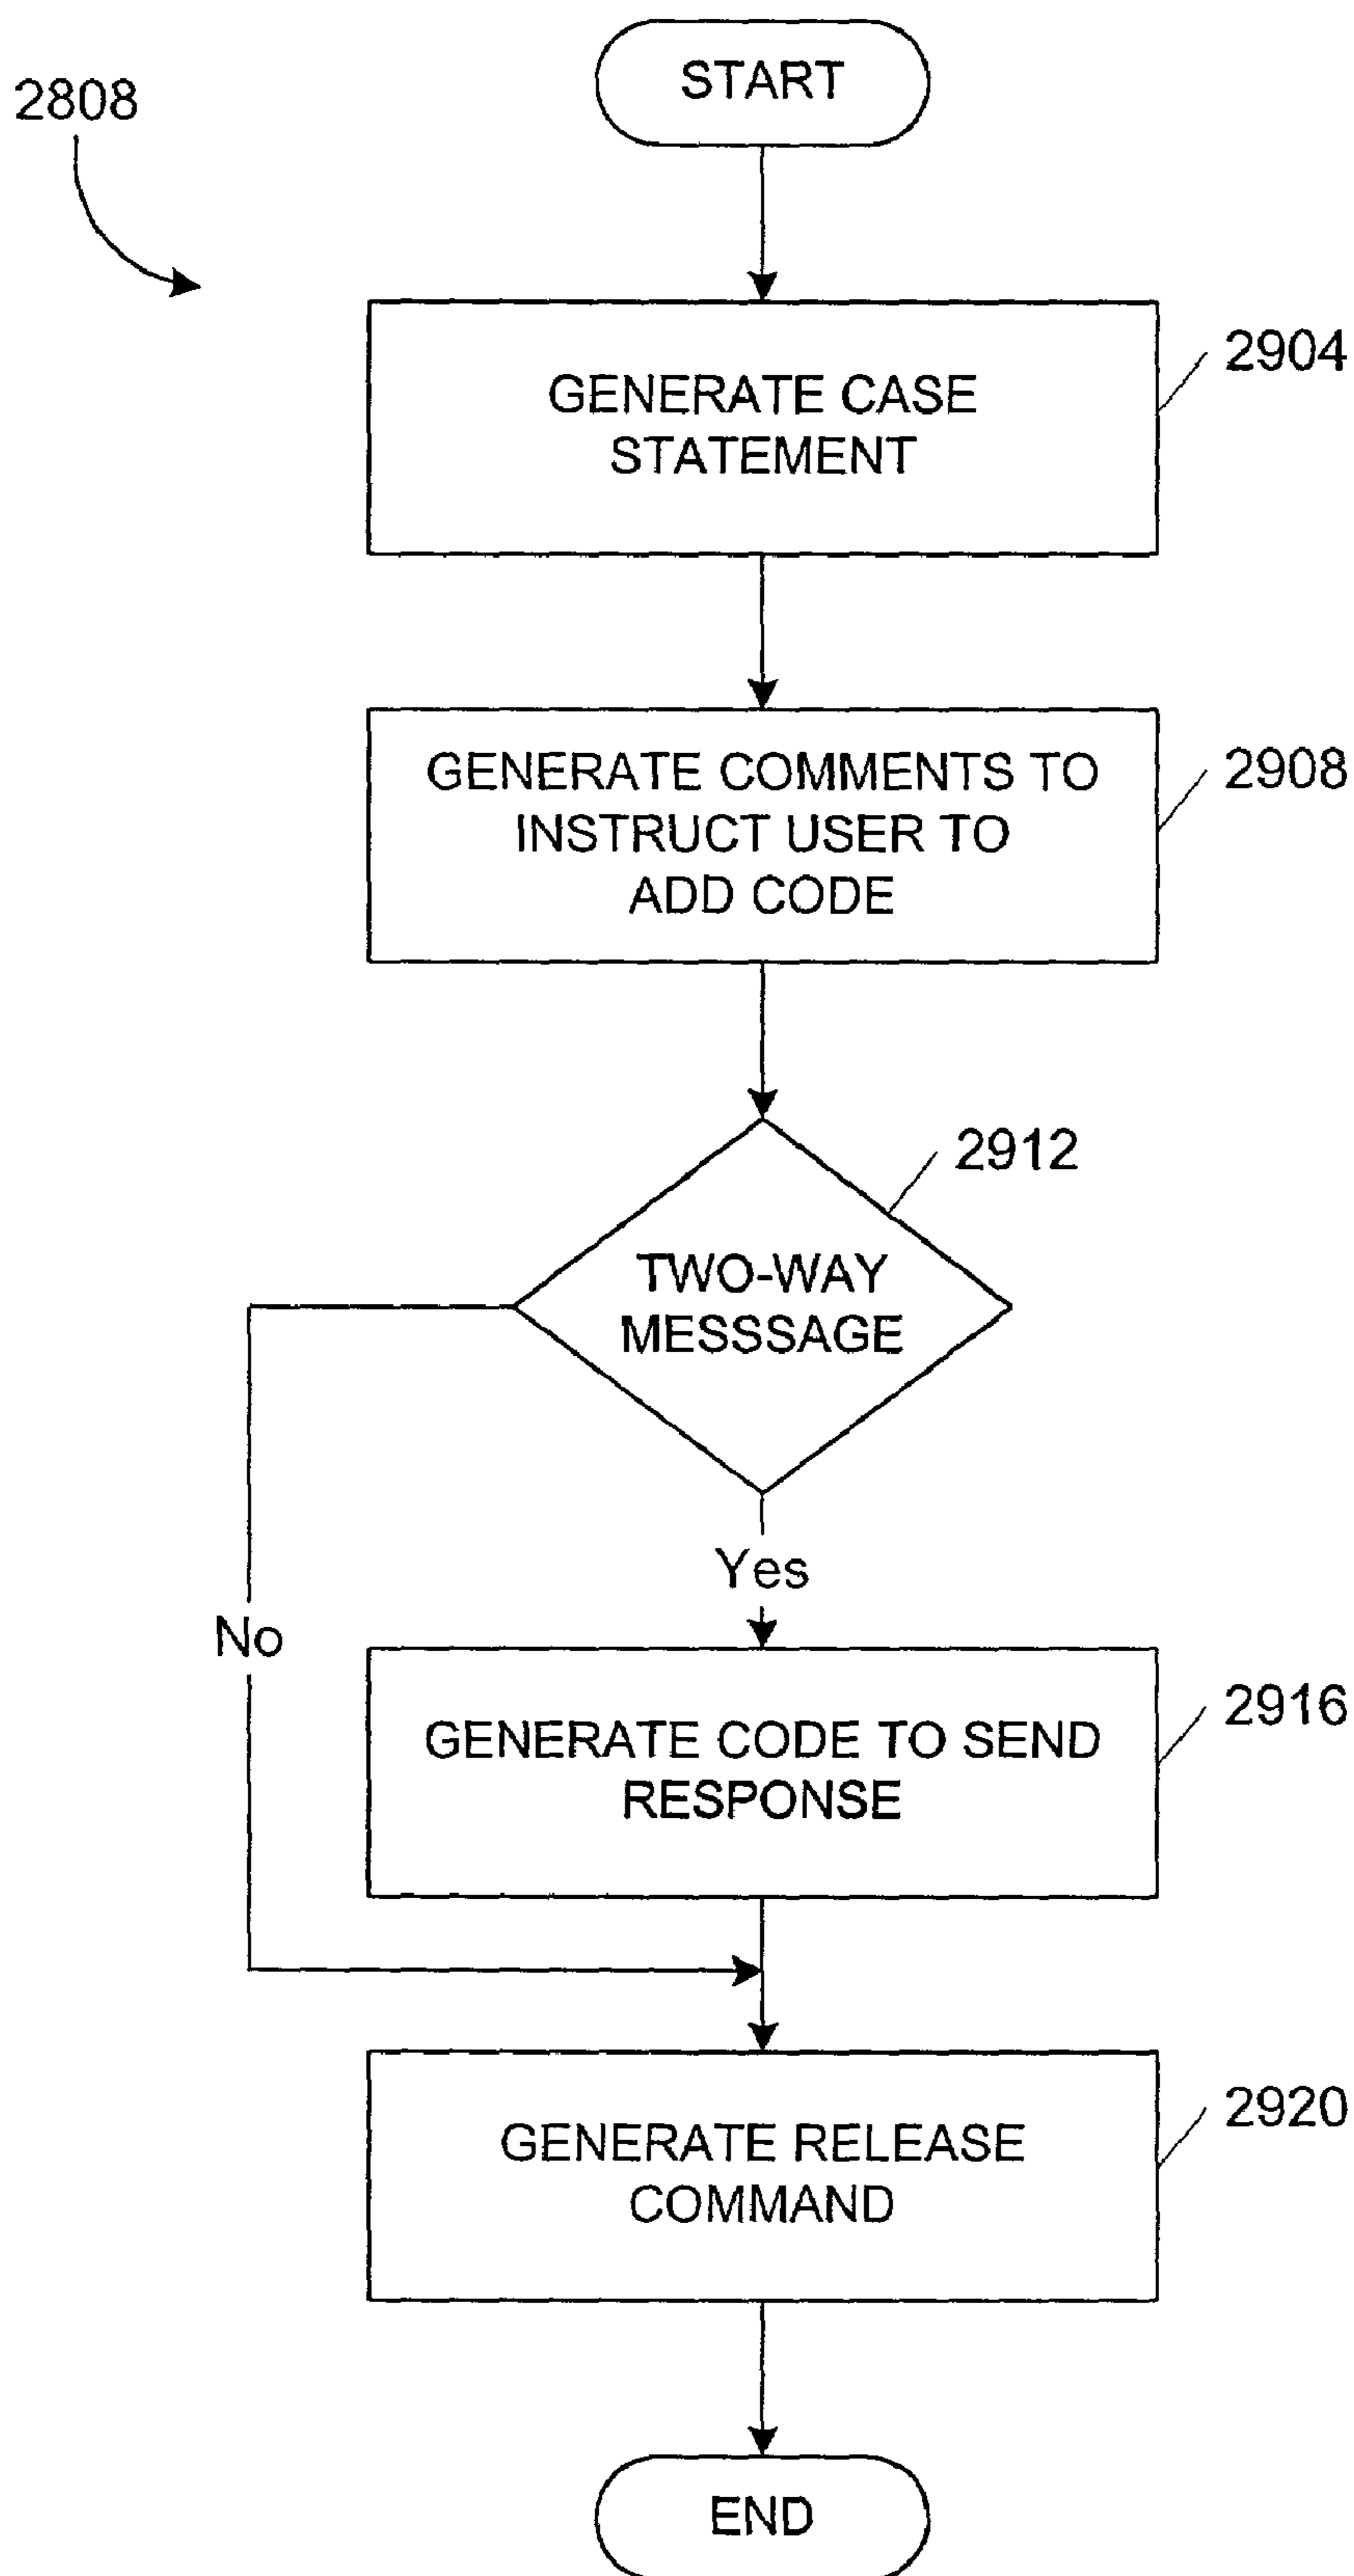 START
2808
2904
GENERATE CASE
STATEMENT
2908
GENERATE COMMENTS TO
INSTRUCT USER TO
ADD CODE
2912
TWO-WAY
MESSSAGE
Yes
No
2916
GENERATE CODE TO SEND
RESPONSE
2920
GENERATE RELEASE
COMMAND
END